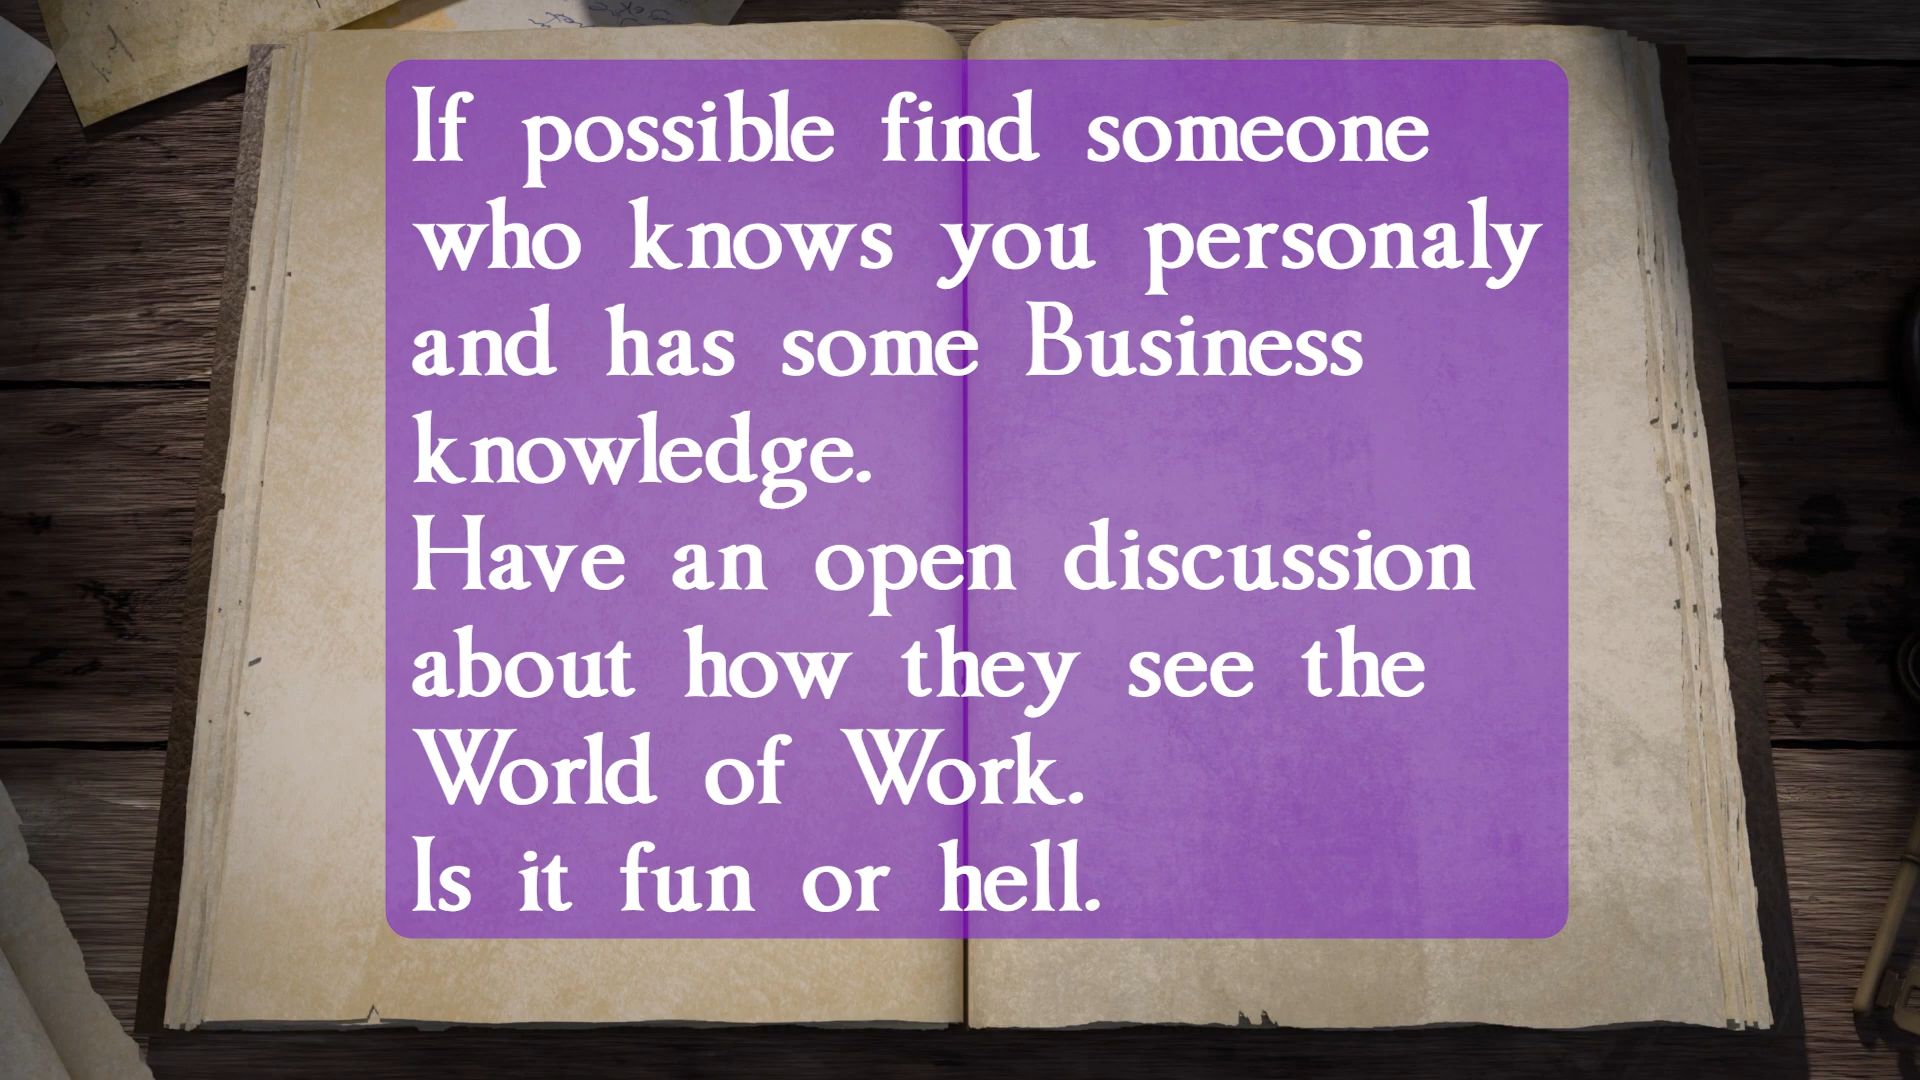 If possible find someone
who knows you personaly
and has some Business
knowledge.
Have an open discussion
about how they see the
World of Work.
Is it fun or hell.